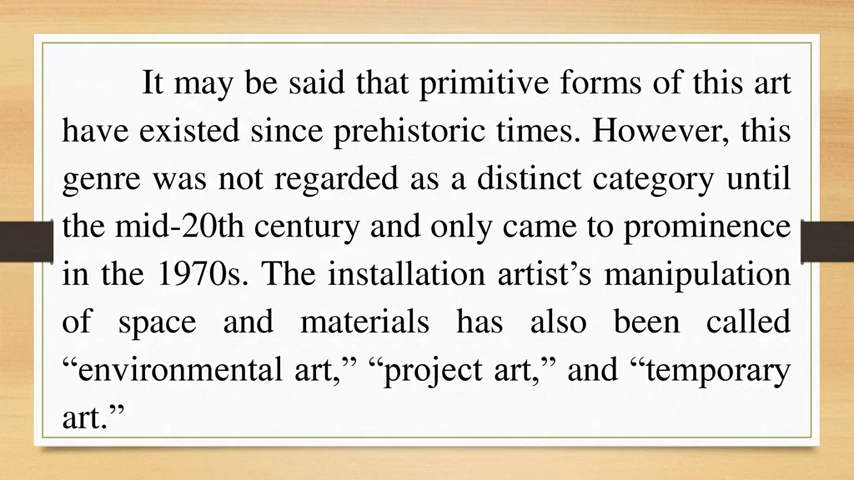 It may be said that primitive forms of this art
have existed since prehistoric times. However, this
genre was not regarded as a distinct category until
the mid-20th century and only came to prominence
in the 1970s. The installation artist’s manipulation
of space and materials has also been called
“environmental art,” “project art,” and “temporary
art.”